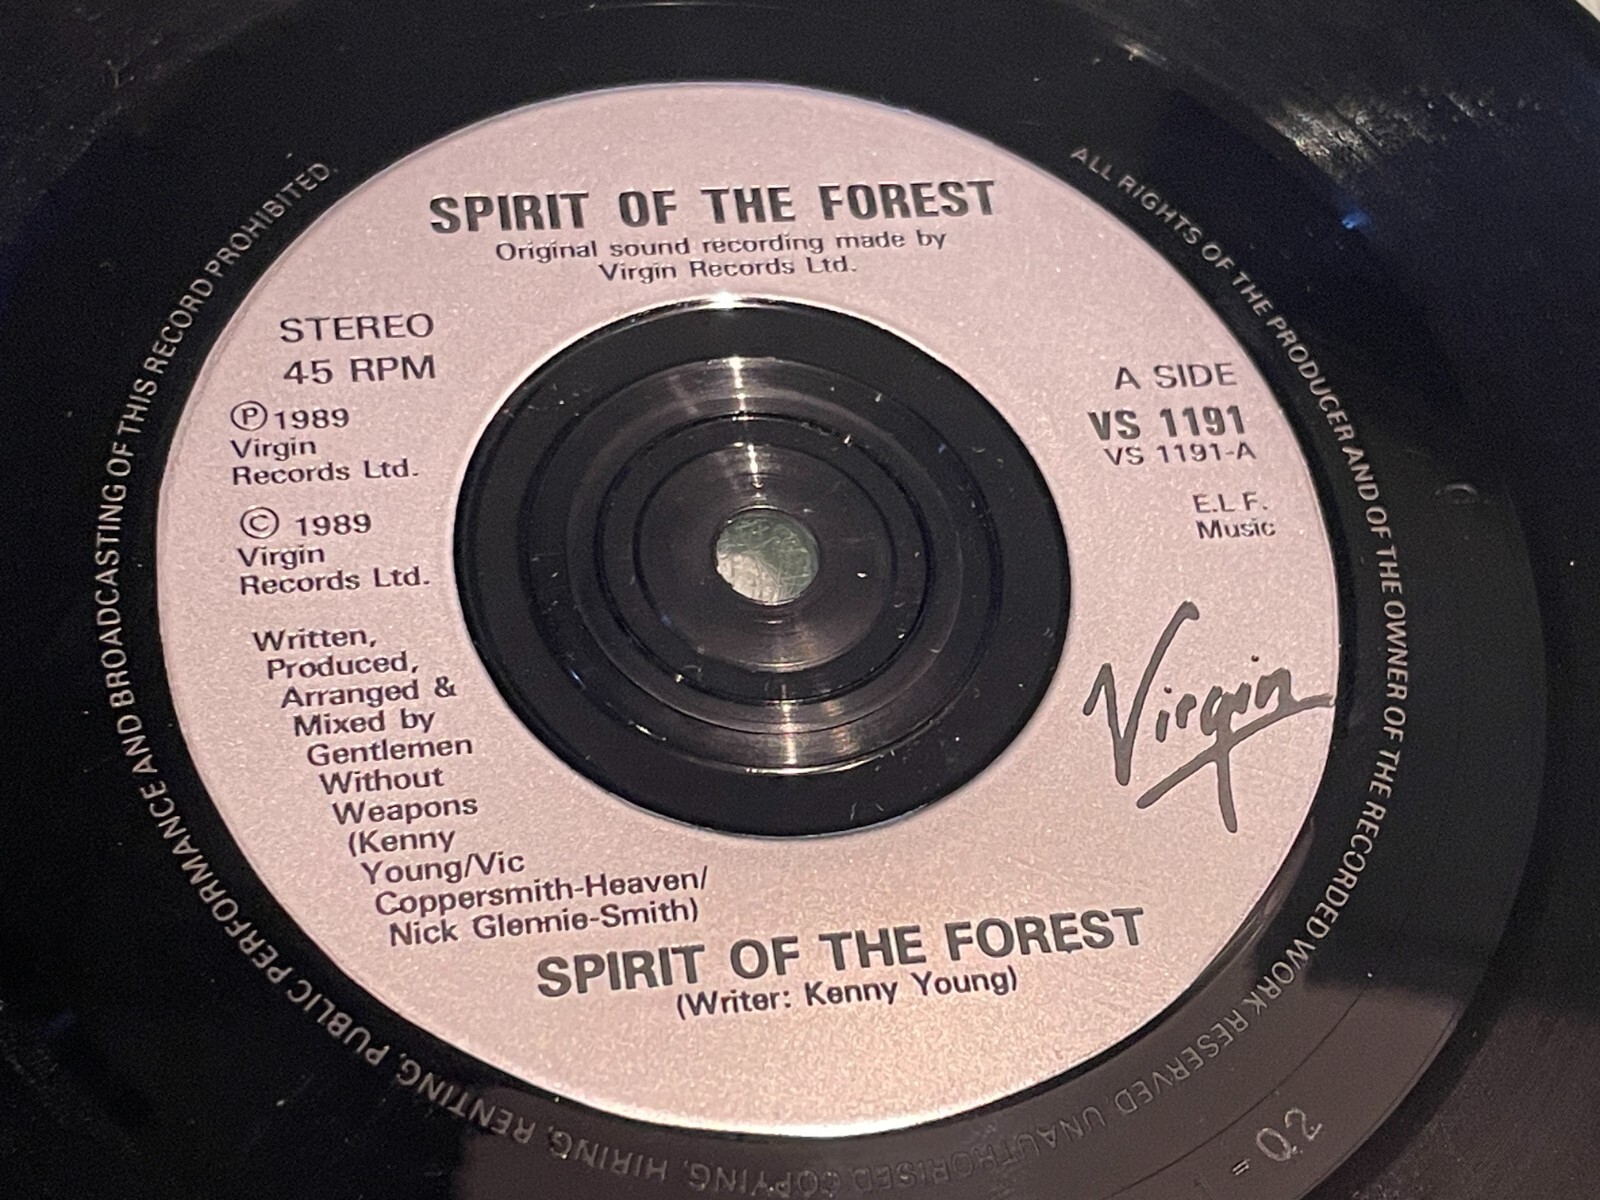 SPIRIT OF THE FOREST
Original sound recording made by
Virgin Records Ltd.
STEREO
45 RPM
Ⓟ 1989
Virgin
Records Ltd.
© 1989
Virgin
Records Ltd.
Written,
Produced,
Arranged &
Mixed by
Gentlemen
Without
Weapons
(Kenny
Young/Vic
Coppersmith-Heaven/
Nick Glennie-Smith)
A SIDE
VS 1191
VS 1191-A
E.L F.
Music
Virgin
SPIRIT OF THE FOREST
(Writer: Kenny Young)
ALL RIGHTS OF THE PRODUCER AND OF THE OWNER OF THE RECORDED WORK RESERVED. UNAUTHORISED COPYING, HIRING, RENTING, PUBLIC PERFORMANCE AND BROADCASTING OF THIS RECORD PROHIBITED.
= 02